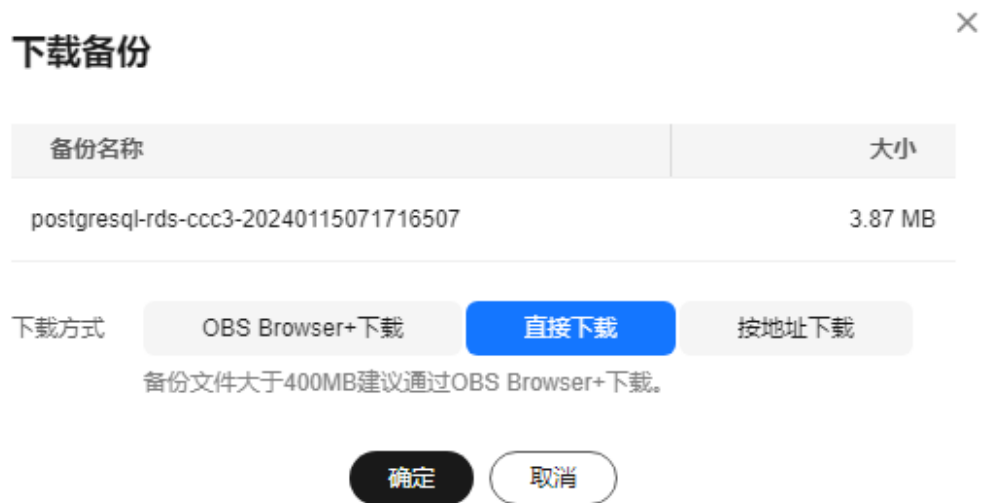 下载备份
备份名称 大小
postgresql-rds-ccc3-20240115071716507 3.87 MB
下载方式 OBS Browser+下载 直接下载 按地址下载
备份文件大于400MB建议通过OBS Browser+下载。
确定 取消